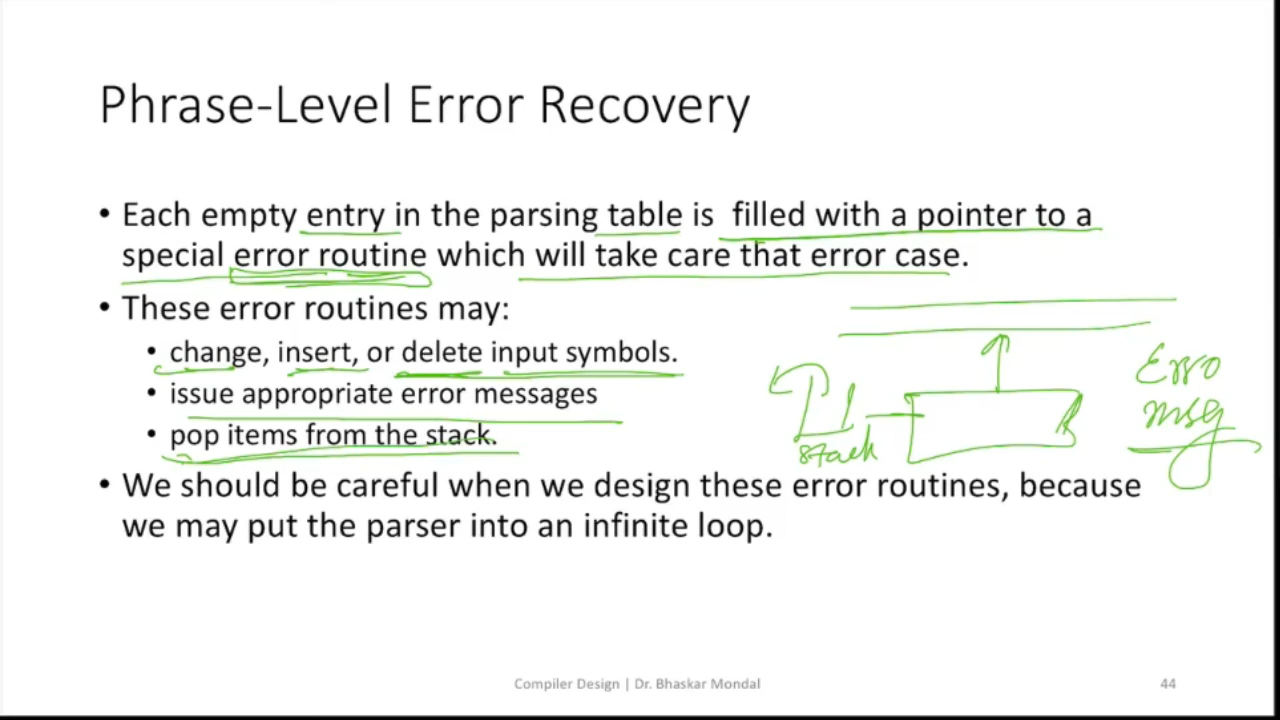 Phrase-Level Error Recovery
• Each empty entry in the parsing table is filled with a pointer to a
special error routine which will take care that error case.
• These error routines may:
• change, insert, or delete input symbols.
• issue appropriate error messages
• pop items from the stack.
stack
Erro
msg
• We should be careful when we design these error routines, because
we may put the parser into an infinite loop.
Compiler Design | Dr. Bhaskar Mondal
44